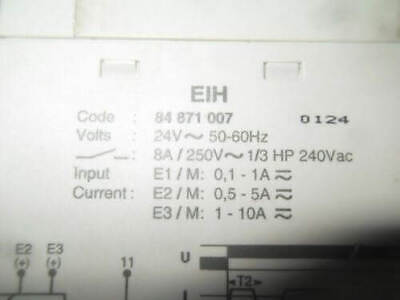 EIH
Code : 84 871 007 0124
Volts : 24V~ 50-60Hz
: 8A / 250V~ 1/3 HP 240Vac
Input E1 / M: 0,1 - 1A ⎓
Current : E2 / M: 0,5 - 5A ⎓
E3 / M: 1 - 10A ⎓
E2 E3
(+) (+) 11 U
T2